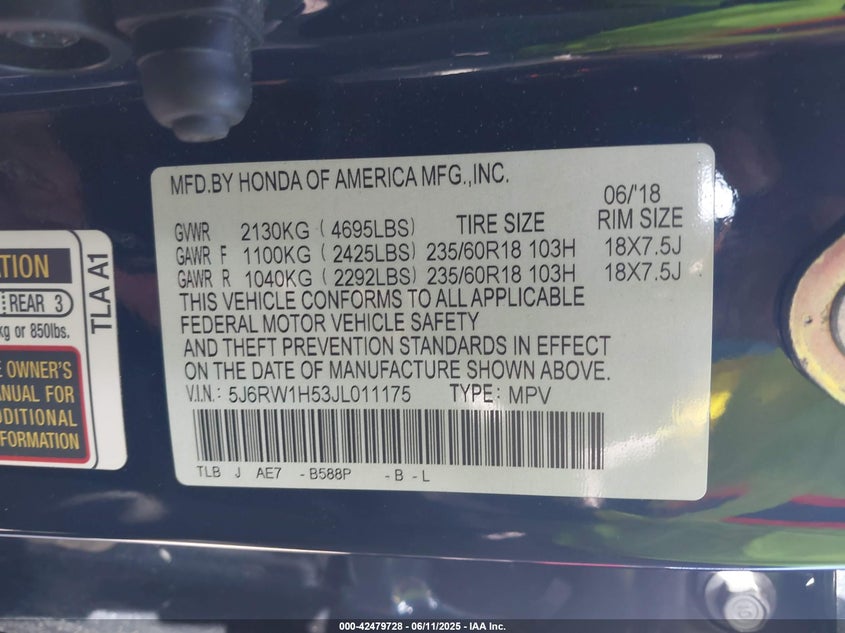 MFD.BY HONDA OF AMERICA MFG.,INC.
06/'18
GVWR 2130KG ( 4695LBS) TIRE SIZE RIM SIZE
GAWR F 1100KG ( 2425LBS) 235/60R18 103H 18X7.5J
GAWR R 1040KG ( 2292LBS) 235/60R18 103H 18X7.5J
THIS VEHICLE CONFORMS TO ALL APPLICABLE
FEDERAL MOTOR VEHICLE SAFETY
AND THEFT PREVENTION STANDARDS IN EFFECT
ON THE DATE OF MANUFACTURE SHOWN ABOVE.
V.I.N.: 5J6RW1H53JL011175 TYPE: MPV
TLB J AE7 -B588P -B -L
REAR 3
kg or 850lbs.
OWNER'S
FOR
TLA A1
000-42479728 - 06/11/2025 - IAA Inc.